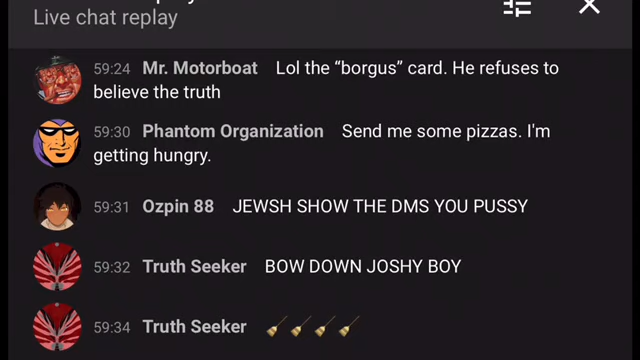 Live chat replay
59:24 Mr. Motorboat Lol the “borgus” card. He refuses to
believe the truth
59:30 Phantom Organization Send me some pizzas. I'm
getting hungry.
59:31 Ozpin 88 JEWSH SHOW THE DMS YOU PUSSY
59:32 Truth Seeker BOW DOWN JOSHY BOY
59:34 Truth Seeker 🧹🧹🧹🧹